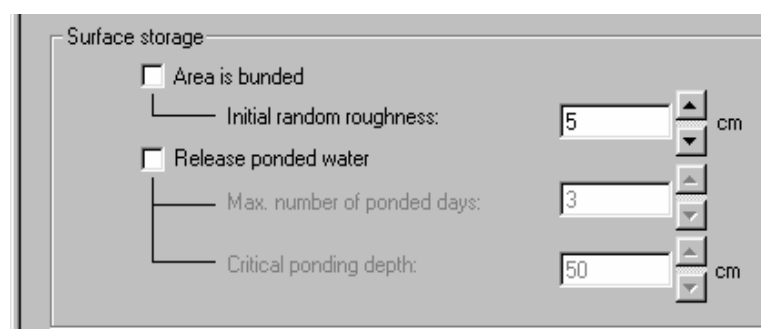 Surface storage
Area is bunded
Initial random roughness: 5 cm
Release ponded water
Max. number of ponded days: 3
Critical ponding depth: 50 cm